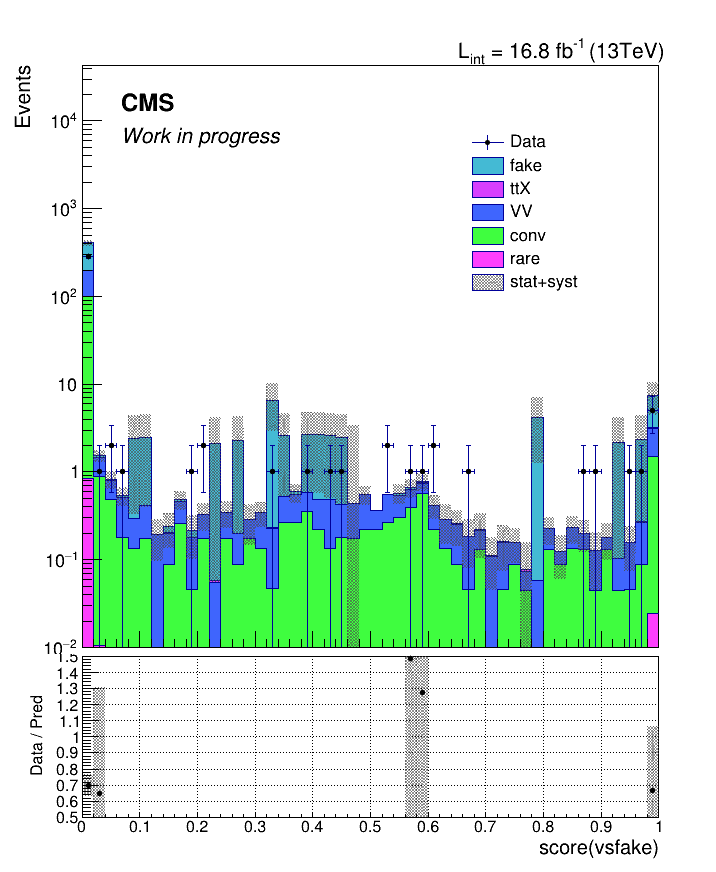 L_int = 16.8 fb^-1 (13TeV)
Events
CMS
Work in progress
Data
fake
ttX
VV
conv
rare
stat+syst
10^4
10^3
10^2
10
1
10^−1
10^−2
Data / Pred
1.5
1.4
1.3
1.2
1.1
1
0.9
0.8
0.7
0.6
0.5
0 0.1 0.2 0.3 0.4 0.5 0.6 0.7 0.8 0.9 1
score(vsfake)